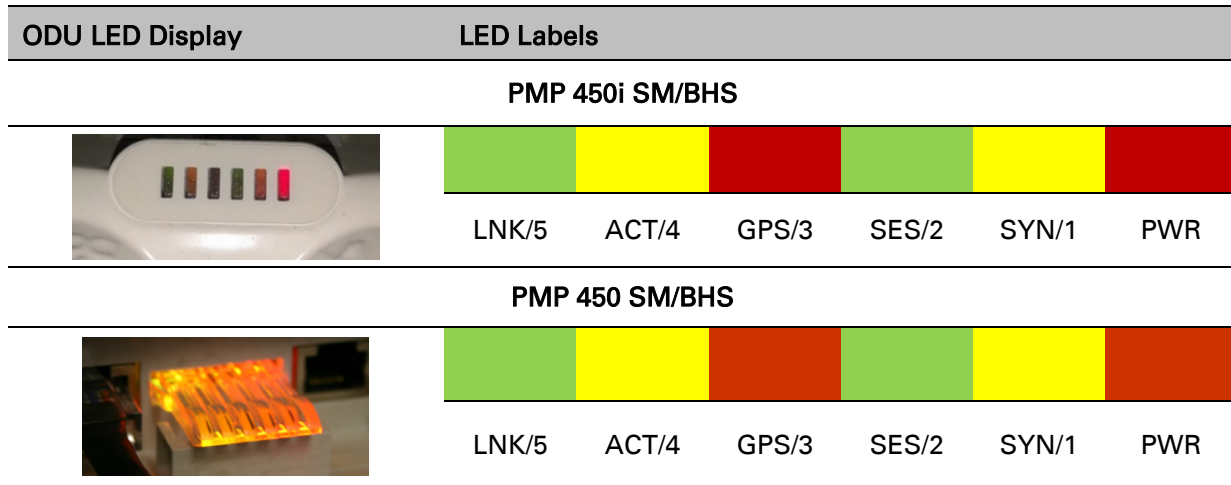 ODU LED Display LED Labels
PMP 450i SM/BHS
LNK/5 ACT/4 GPS/3 SES/2 SYN/1 PWR
PMP 450 SM/BHS
LNK/5 ACT/4 GPS/3 SES/2 SYN/1 PWR